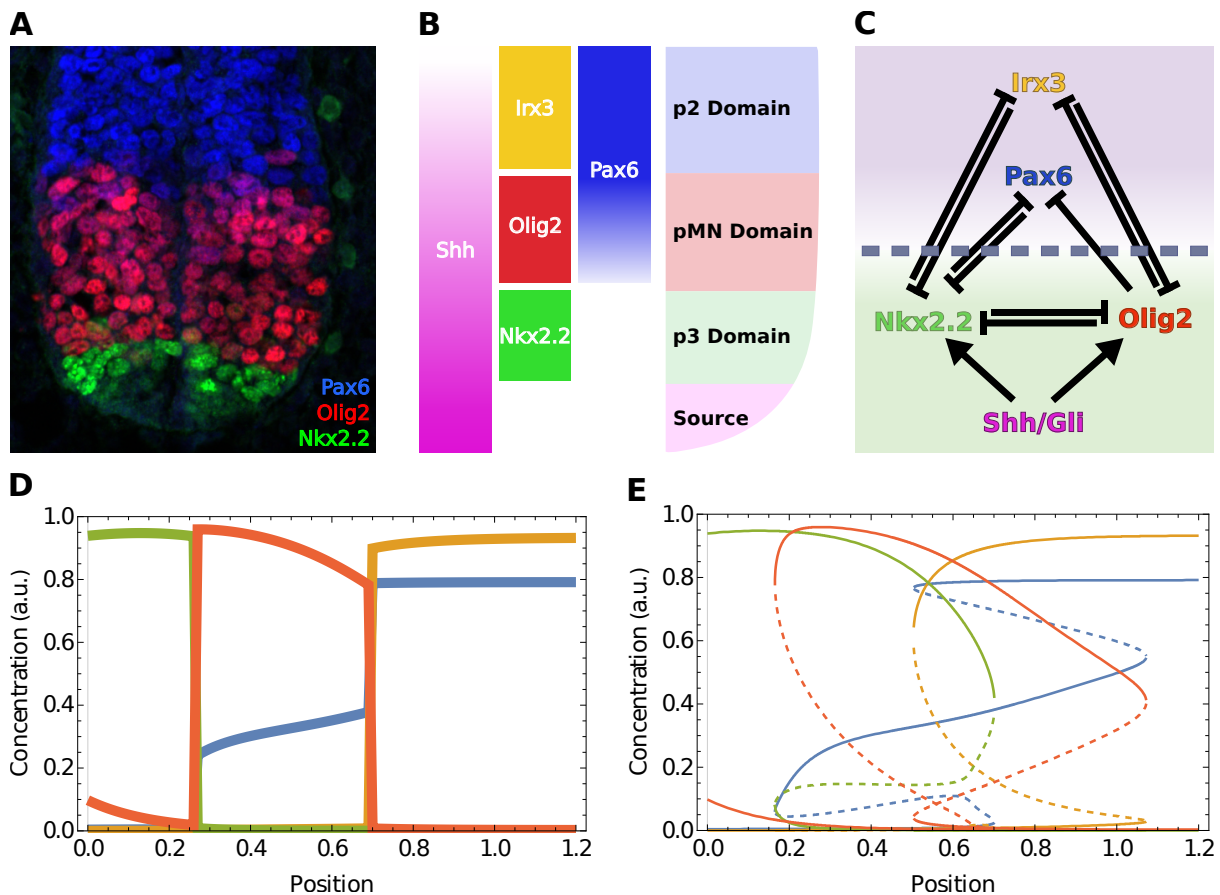 A
Pax6
Olig2
Nkx2.2
B
Shh
Irx3
Olig2
Nkx2.2
Pax6
p2 Domain
pMN Domain
p3 Domain
Source
C
Irx3
Pax6
Nkx2.2
Olig2
Shh/Gli
D
Concentration (a.u.)
1.0
0.8
0.6
0.4
0.2
0.0
0.0 0.2 0.4 0.6 0.8 1.0 1.2
Position
E
Concentration (a.u.)
1.0
0.8
0.6
0.4
0.2
0.0
0.0 0.2 0.4 0.6 0.8 1.0 1.2
Position